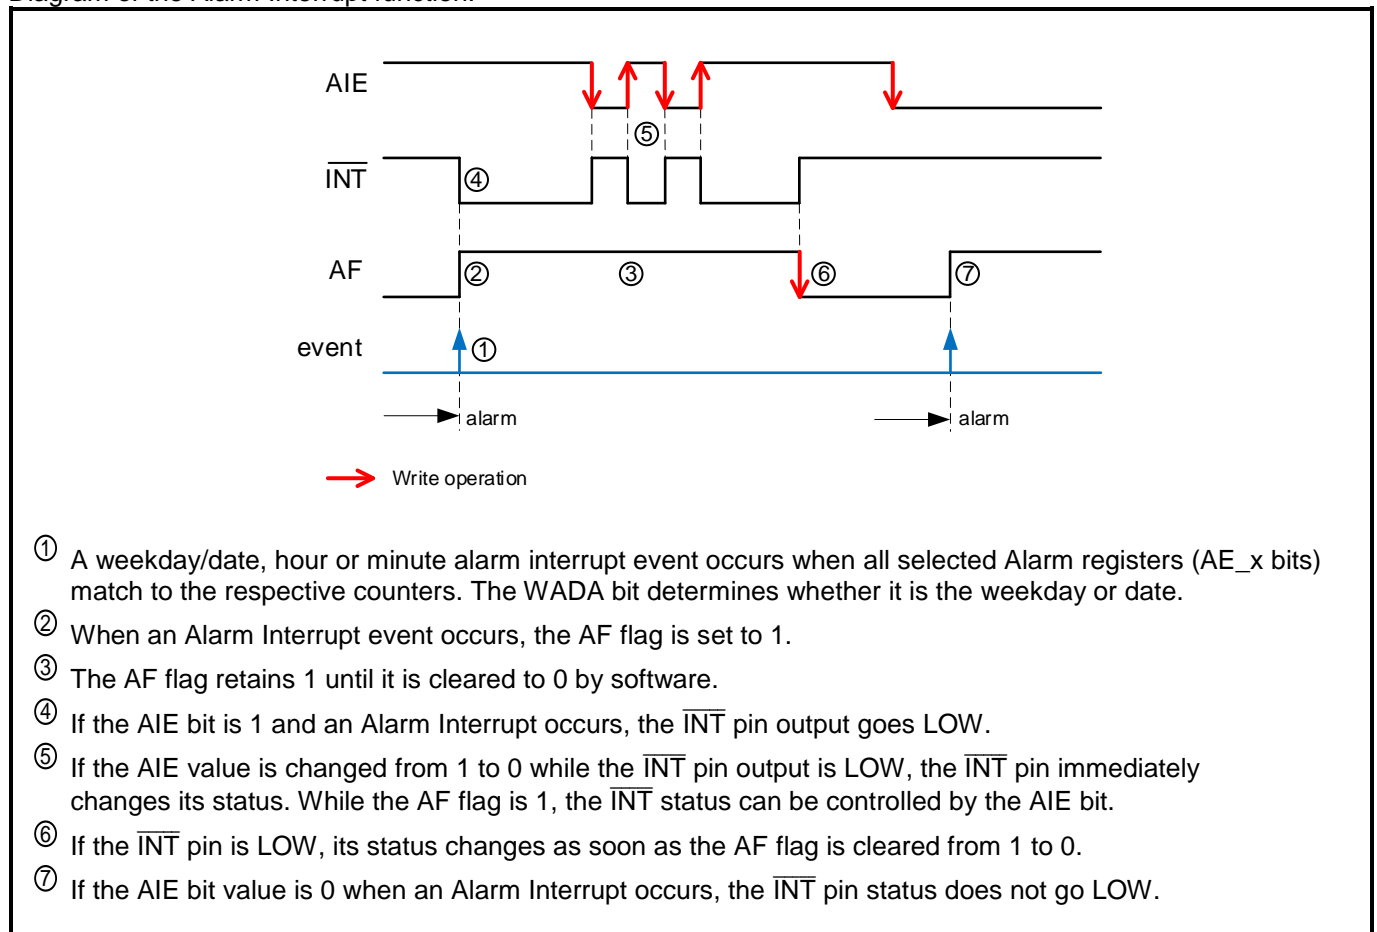 Diagram of the Alarm Interrupt function:
AIE
⑤
INT
④
AF
②
③
⑥
⑦
event
①
alarm
alarm
Write operation
① A weekday/date, hour or minute alarm interrupt event occurs when all selected Alarm registers (AE_x bits)
match to the respective counters. The WADA bit determines whether it is the weekday or date.
② When an Alarm Interrupt event occurs, the AF flag is set to 1.
③ The AF flag retains 1 until it is cleared to 0 by software.
④ If the AIE bit is 1 and an Alarm Interrupt occurs, the INT pin output goes LOW.
⑤ If the AIE value is changed from 1 to 0 while the INT pin output is LOW, the INT pin immediately
changes its status. While the AF flag is 1, the INT status can be controlled by the AIE bit.
⑥ If the INT pin is LOW, its status changes as soon as the AF flag is cleared from 1 to 0.
⑦ If the AIE bit value is 0 when an Alarm Interrupt occurs, the INT pin status does not go LOW.